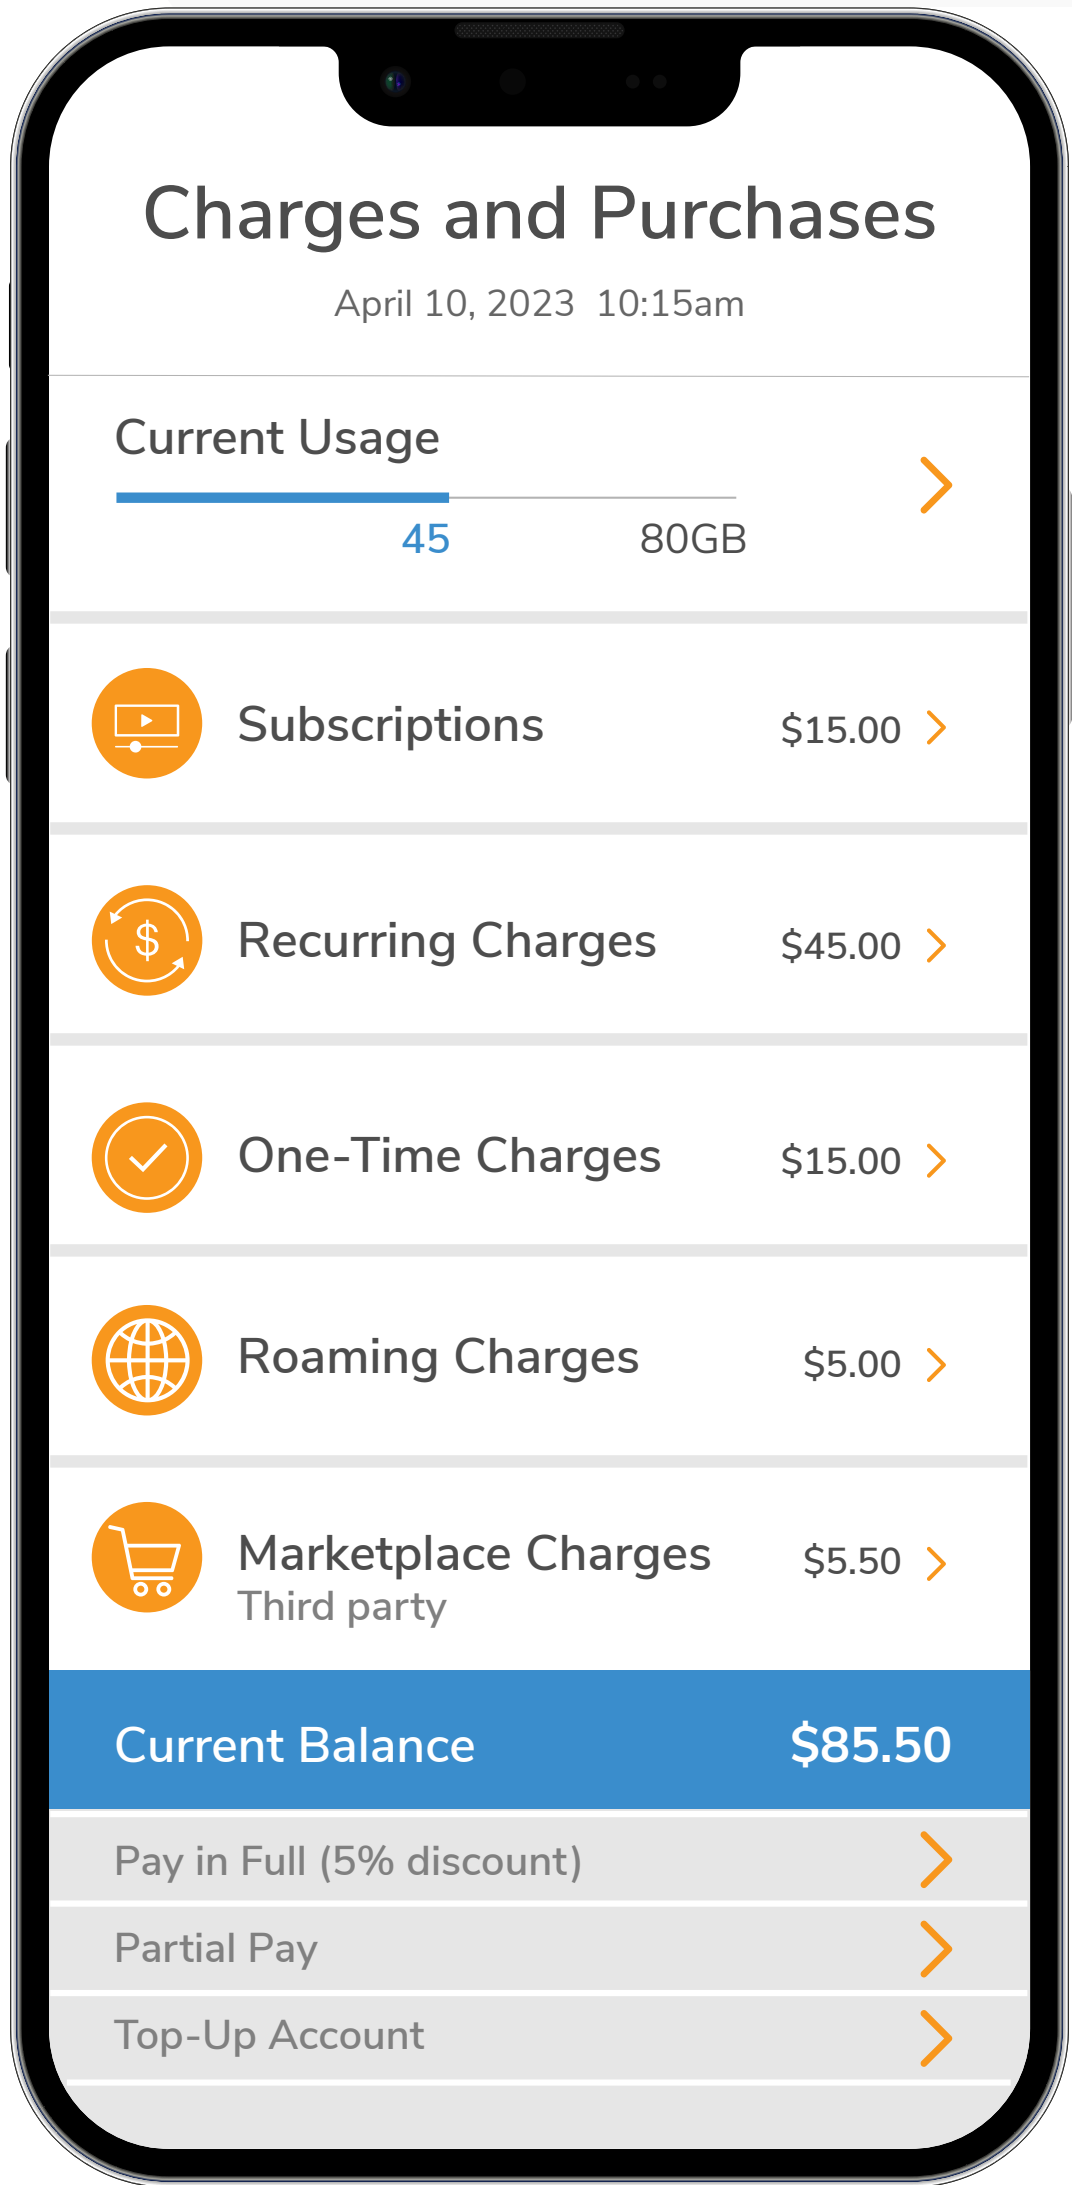 Charges and Purchases
April 10, 2023 10:15am
Current Usage
45 80GB
Subscriptions $15.00
$ Recurring Charges $45.00
One-Time Charges $15.00
Roaming Charges $5.00
Marketplace Charges $5.50
Third party
Current Balance $85.50
Pay in Full (5% discount)
Partial Pay
Top-Up Account